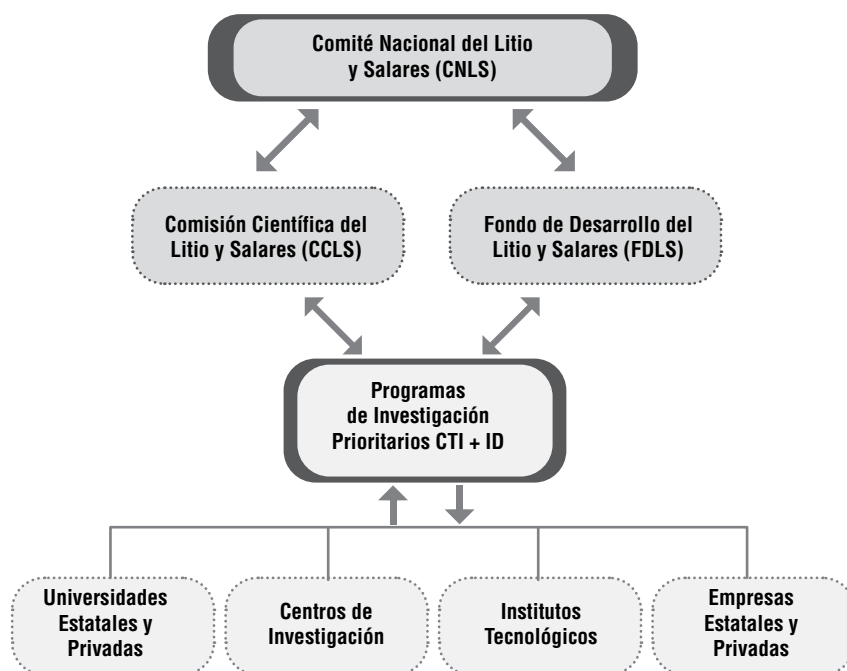 Comité Nacional del Litio
y Salares (CNLS)
Comisión Científica del
Litio y Salares (CCLS)
Fondo de Desarrollo del
Litio y Salares (FDLS)
Programas
de Investigación
Prioritarios CTI + ID
Universidades
Estatales y
Privadas
Centros de
Investigación
Institutos
Tecnológicos
Empresas
Estatales y
Privadas